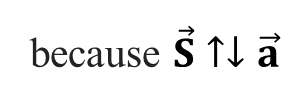 because S⃗ ↑↓ a⃗